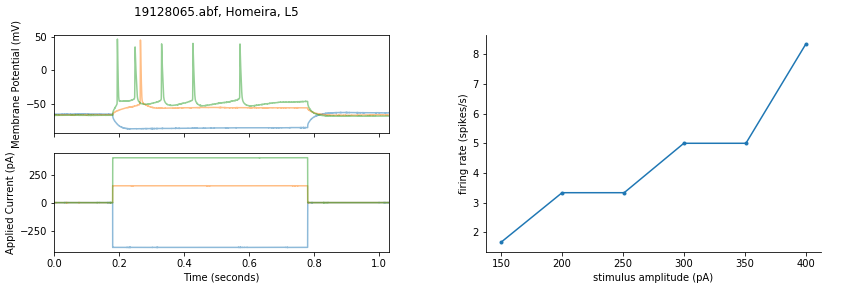 19128065.abf, Homeira, L5
Membrane Potential (mV)
50
0
−50
Applied Current (pA)
250
0
−250
0.0 0.2 0.4 0.6 0.8 1.0
Time (seconds)
firing rate (spikes/s)
8
7
6
5
4
3
2
150 200 250 300 350 400
stimulus amplitude (pA)